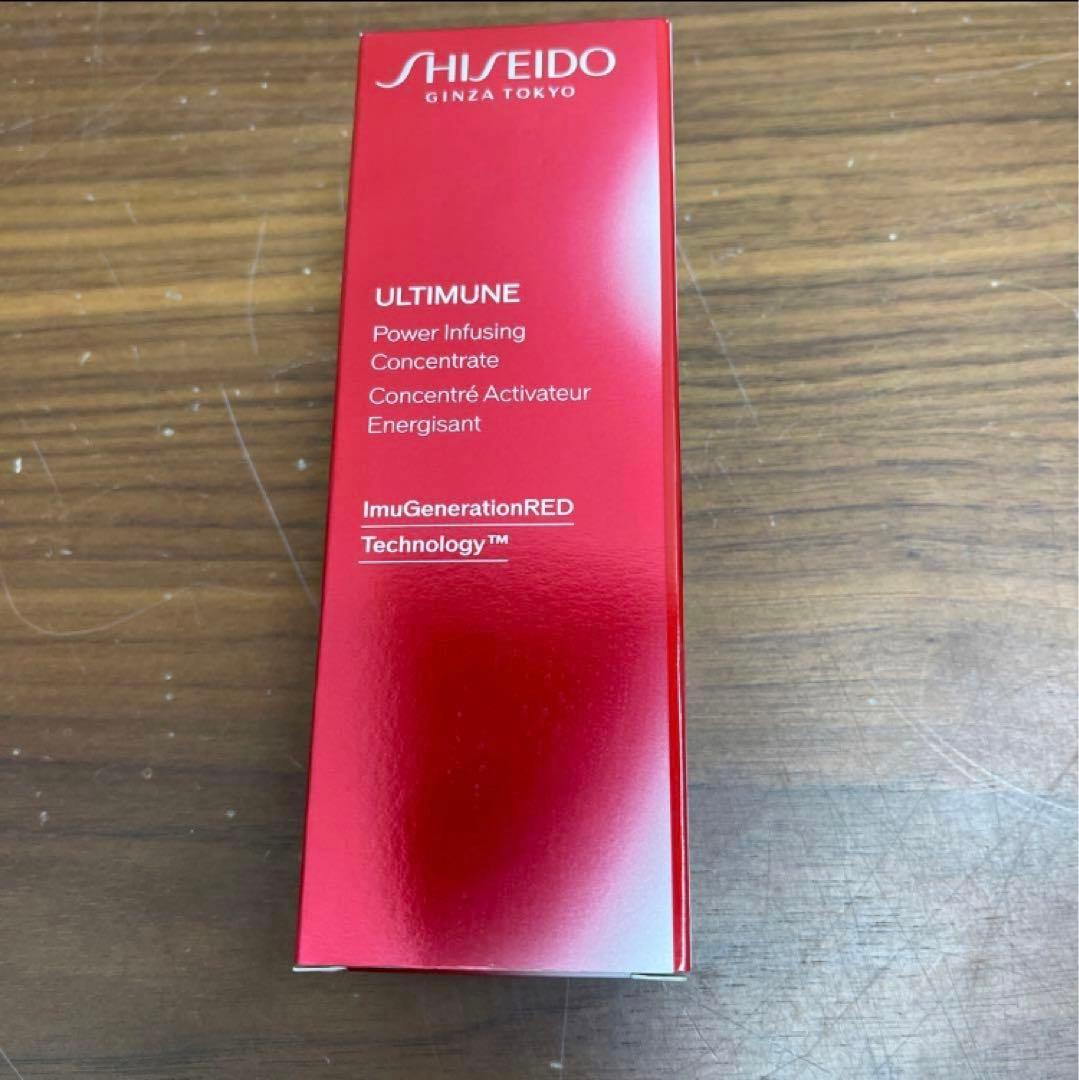 SHISEIDO
GINZA TOKYO
ULTIMUNE
Power Infusing
Concentrate
Concentré Activateur
Energisant
ImuGenerationRED
Technology™